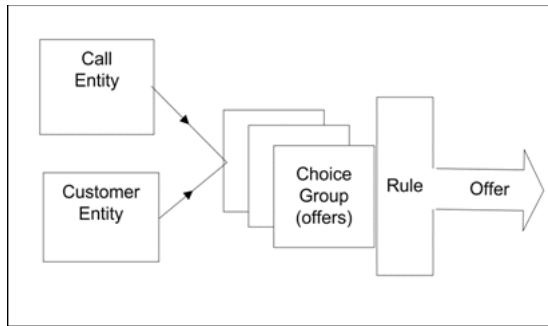 Call
Entity
Customer
Entity
Choice
Group
(offers)
Rule
Offer